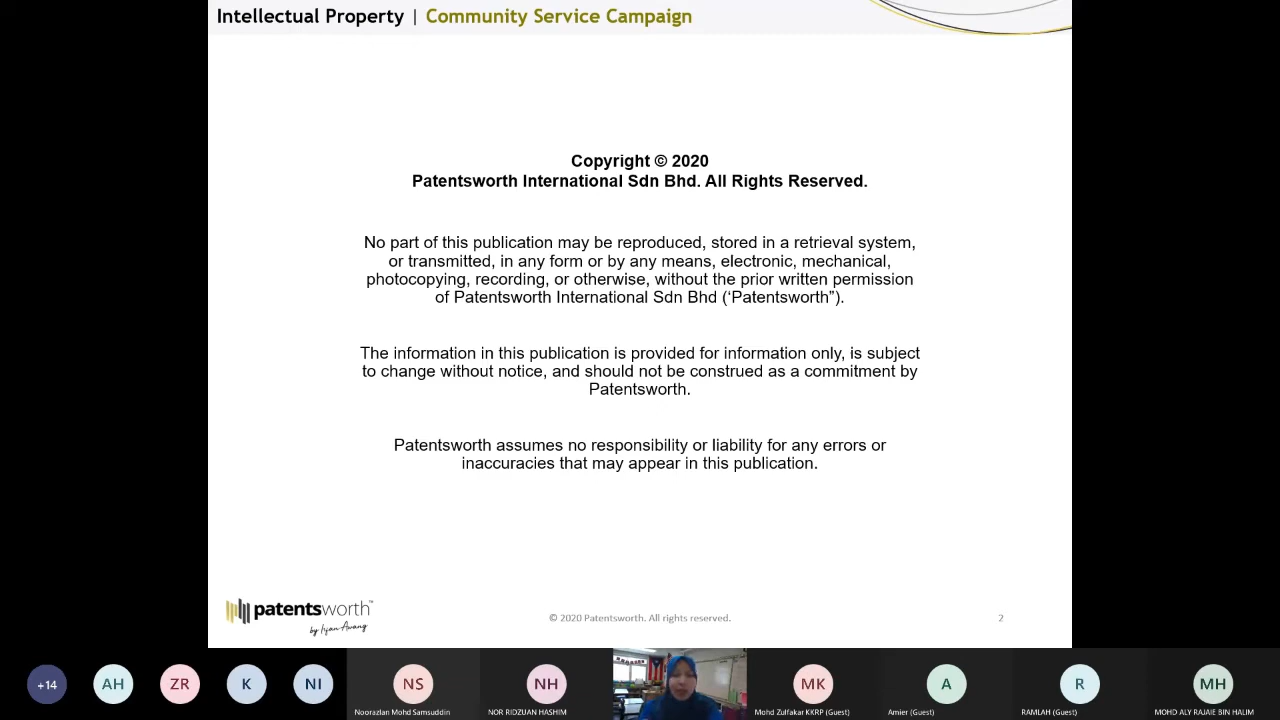 Intellectual Property | Community Service Campaign
Copyright © 2020
Patentsworth International Sdn Bhd. All Rights Reserved.
No part of this publication may be reproduced, stored in a retrieval system,
or transmitted, in any form or by any means, electronic, mechanical,
photocopying, recording, or otherwise, without the prior written permission
of Patentsworth International Sdn Bhd (‘Patentsworth”).
The information in this publication is provided for information only, is subject
to change without notice, and should not be construed as a commitment by
Patentsworth.
Patentsworth assumes no responsibility or liability for any errors or
inaccuracies that may appear in this publication.
patentsworth™
by Izran Awang
© 2020 Patentsworth. All rights reserved.
2
+14
AH
ZR
K
NI
NS
NH
MK
A
R
MH
Noorazlan Mohd Samsuddin
NOR RIDZUAN HASHIM
Mohd Zulfakar KKRP (Guest)
Amier (Guest)
RAMLAH (Guest)
MOHD ALY RAJAIE BIN HALIM